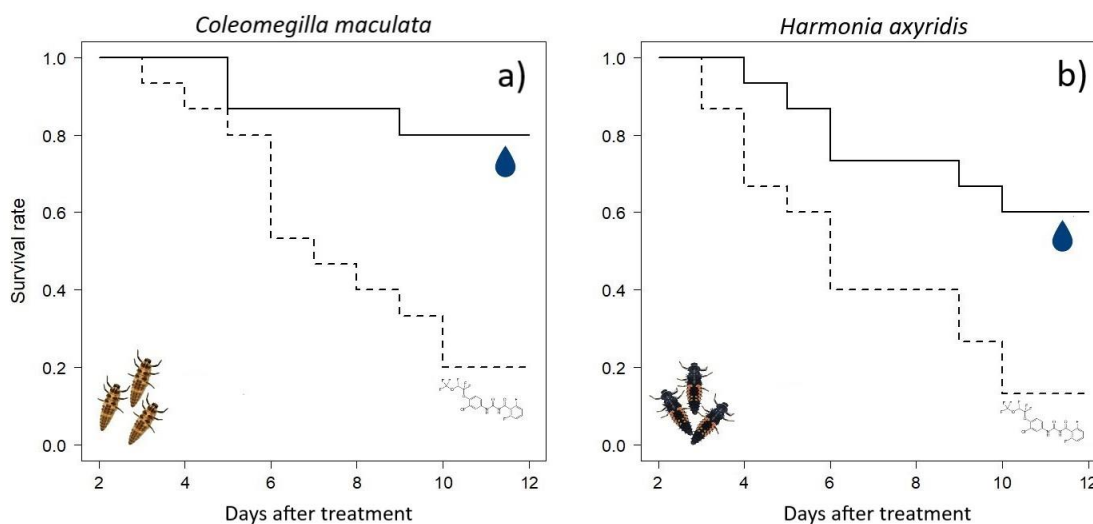 Coleomegilla maculata
Harmonia axyridis
a)
b)
Survival rate
1.0
0.8
0.6
0.4
0.2
0.0
1.0
0.8
0.6
0.4
0.2
0.0
2 4 6 8 10 12
2 4 6 8 10 12
Days after treatment
Days after treatment